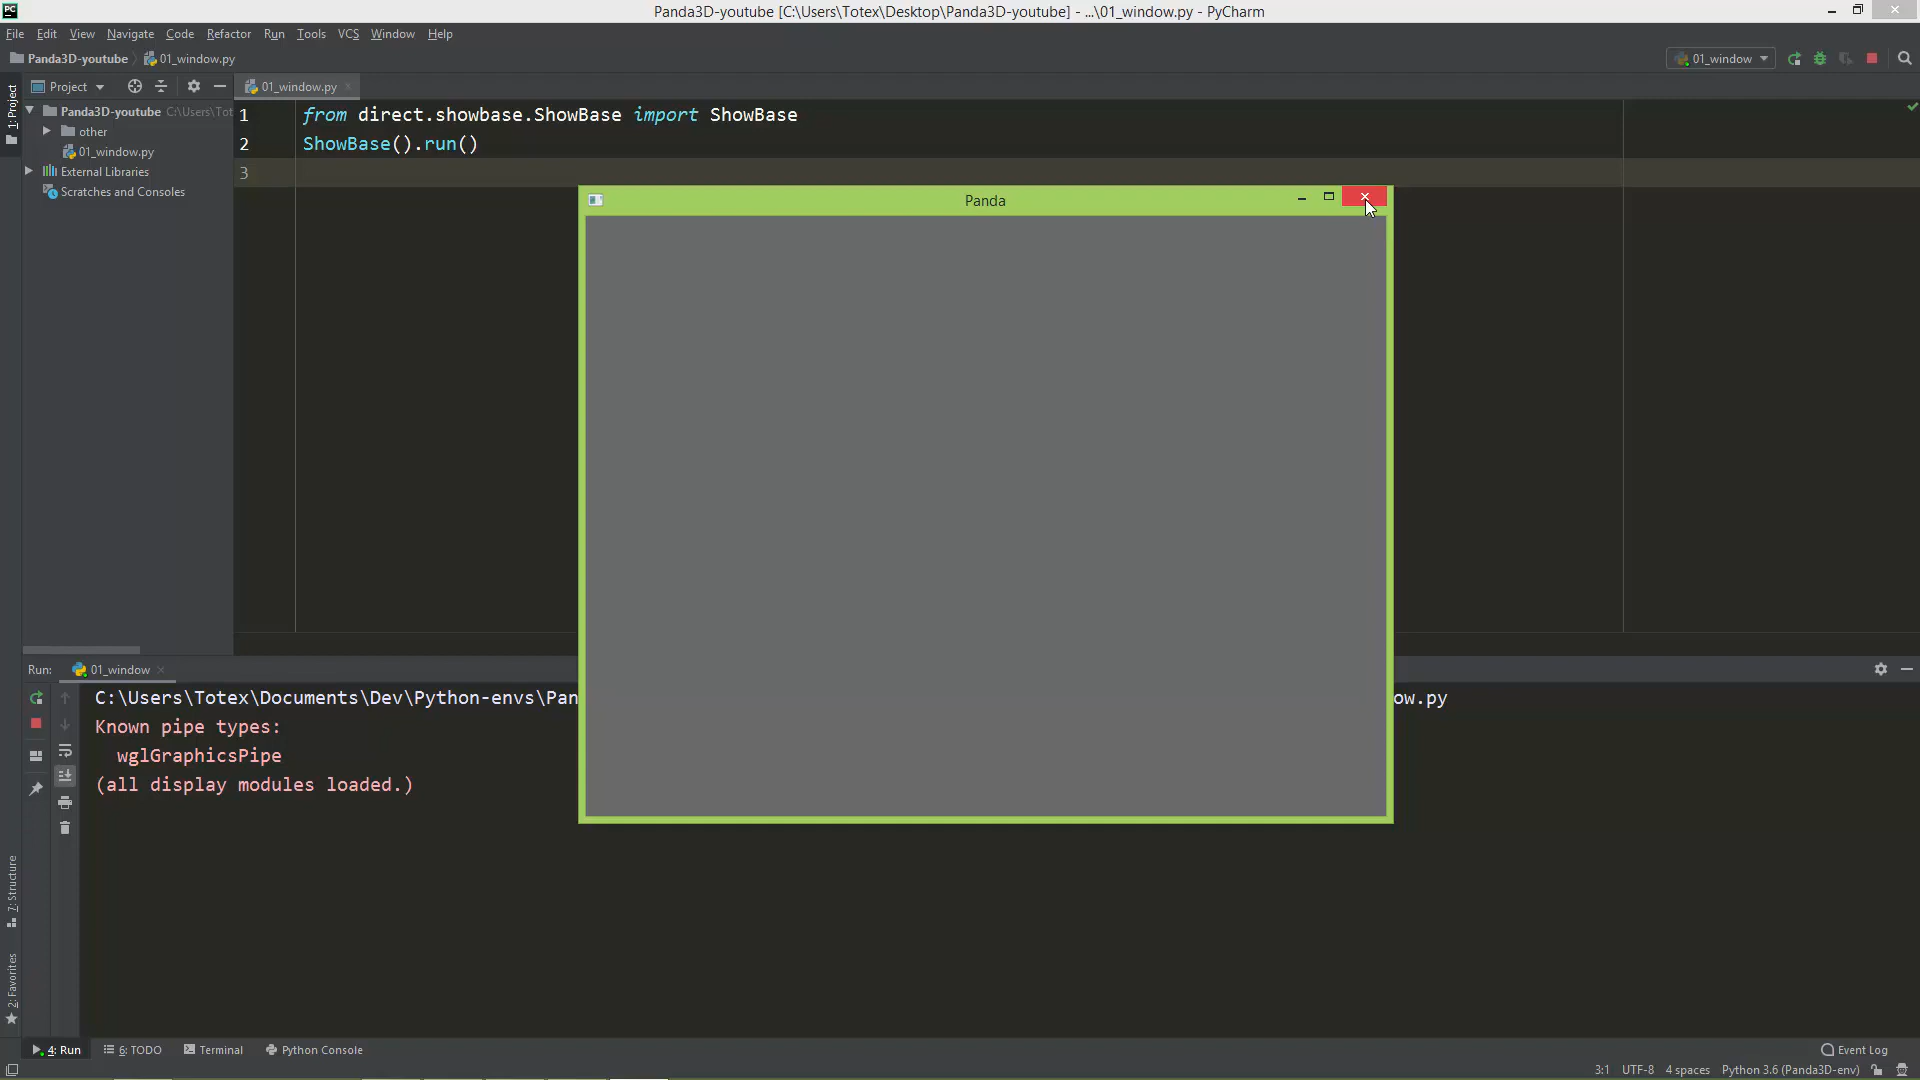 PC
Panda3D-youtube [C:\Users\Totex\Desktop\Panda3D-youtube] - ...\01_window.py - PyCharm
File Edit View Navigate Code Refactor Run Tools VCS Window Help
Panda3D-youtube 01_window.py 01_window
Project 01_window.py
1: Project
Panda3D-youtube C:\Users\Tot
other
01_window.py
External Libraries
Scratches and Consoles
1 from direct.showbase.ShowBase import ShowBase
2 ShowBase().run()
3
Panda
Run: 01_window
C:\Users\Totex\Documents\Dev\Python-envs\Pan ow.py
Known pipe types:
wglGraphicsPipe
(all display modules loaded.)
7: Structure
2: Favorites
4: Run 6: TODO Terminal Python Console Event Log
3:1 UTF-8 4 spaces Python 3.6 (Panda3D-env)